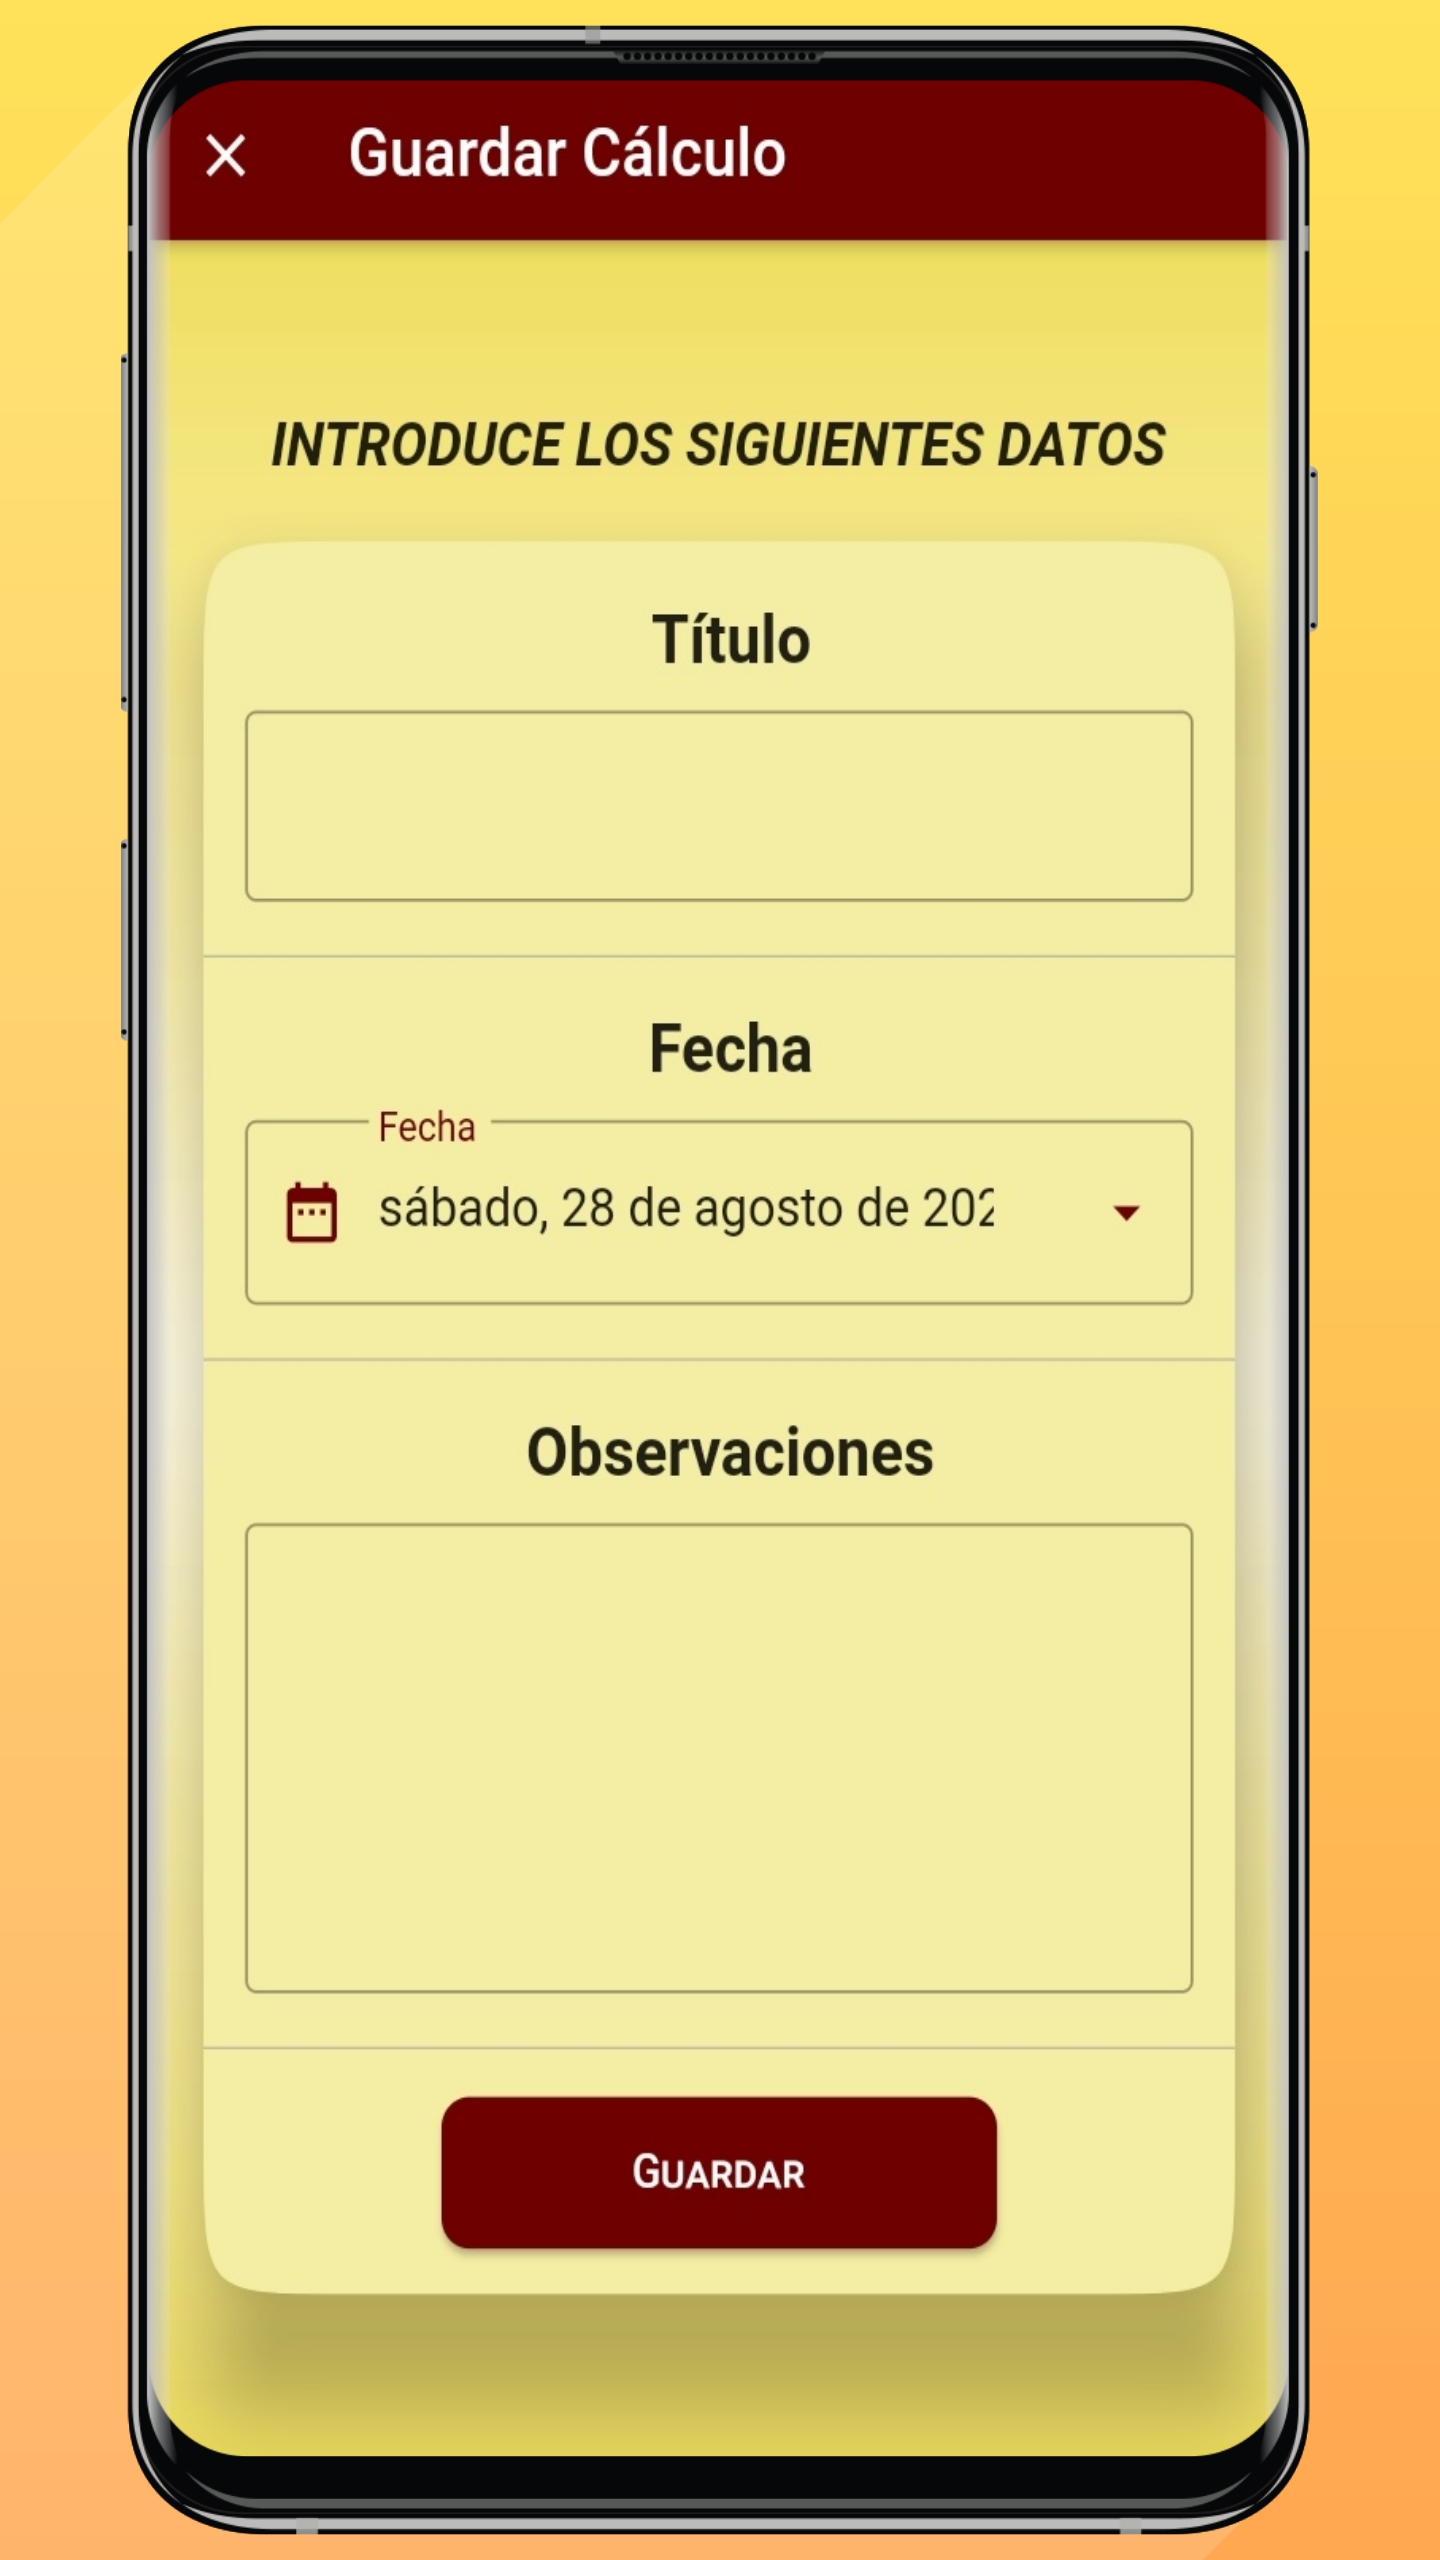 Guardar Cálculo
INTRODUCE LOS SIGUIENTES DATOS
Título
Fecha
Fecha
sábado, 28 de agosto de 202
Observaciones
GUARDAR